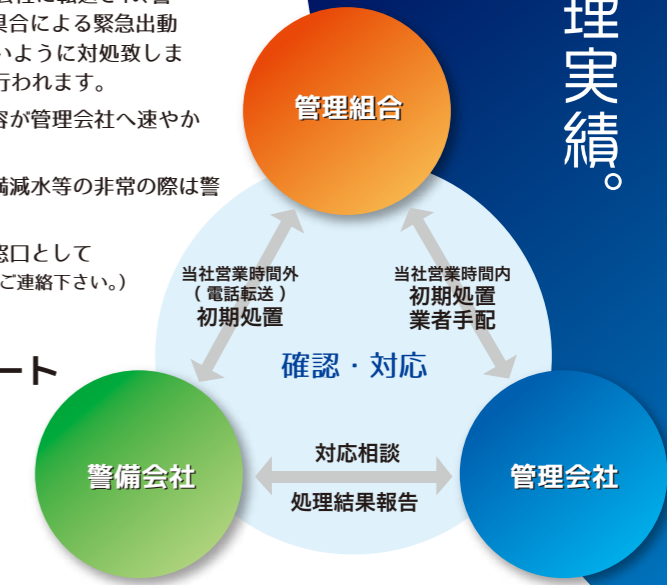 具合による緊急出動
いように対処致しま
行われます。
容が管理会社へ速やか
満減水等の非常の際は警
窓口として
ご連絡下さい。）
ート
理実績。
管理組合
当社営業時間外
（電話転送）
初期処置
当社営業時間内
初期処置
業者手配
確認・対応
警備会社
対応相談
処理結果報告
管理会社